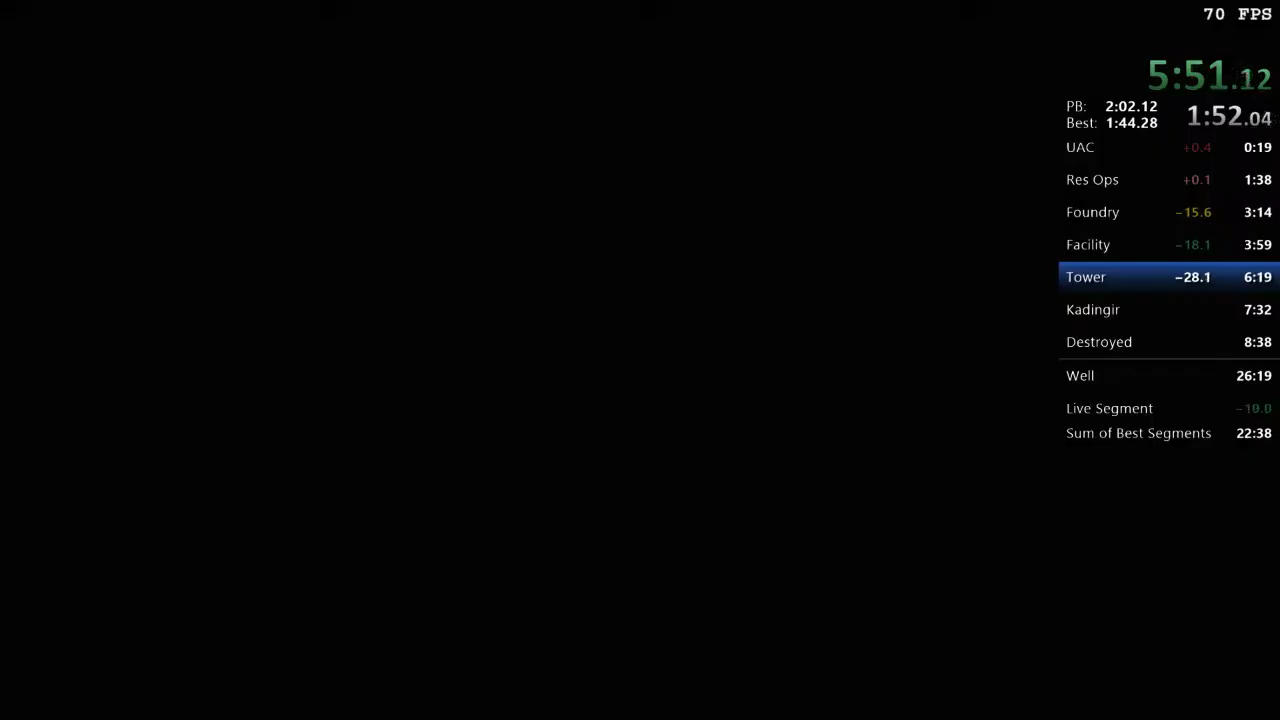 70 FPS
5:51.12
PB: 2:02.12
Best: 1:44.28
1:52.04
UAC +0.4 0:19
Res Ops +0.1 1:38
Foundry −15.6 3:14
Facility −18.1 3:59
Tower −28.1 6:19
Kadingir 7:32
Destroyed 8:38
Well 26:19
Live Segment −10.0
Sum of Best Segments 22:38